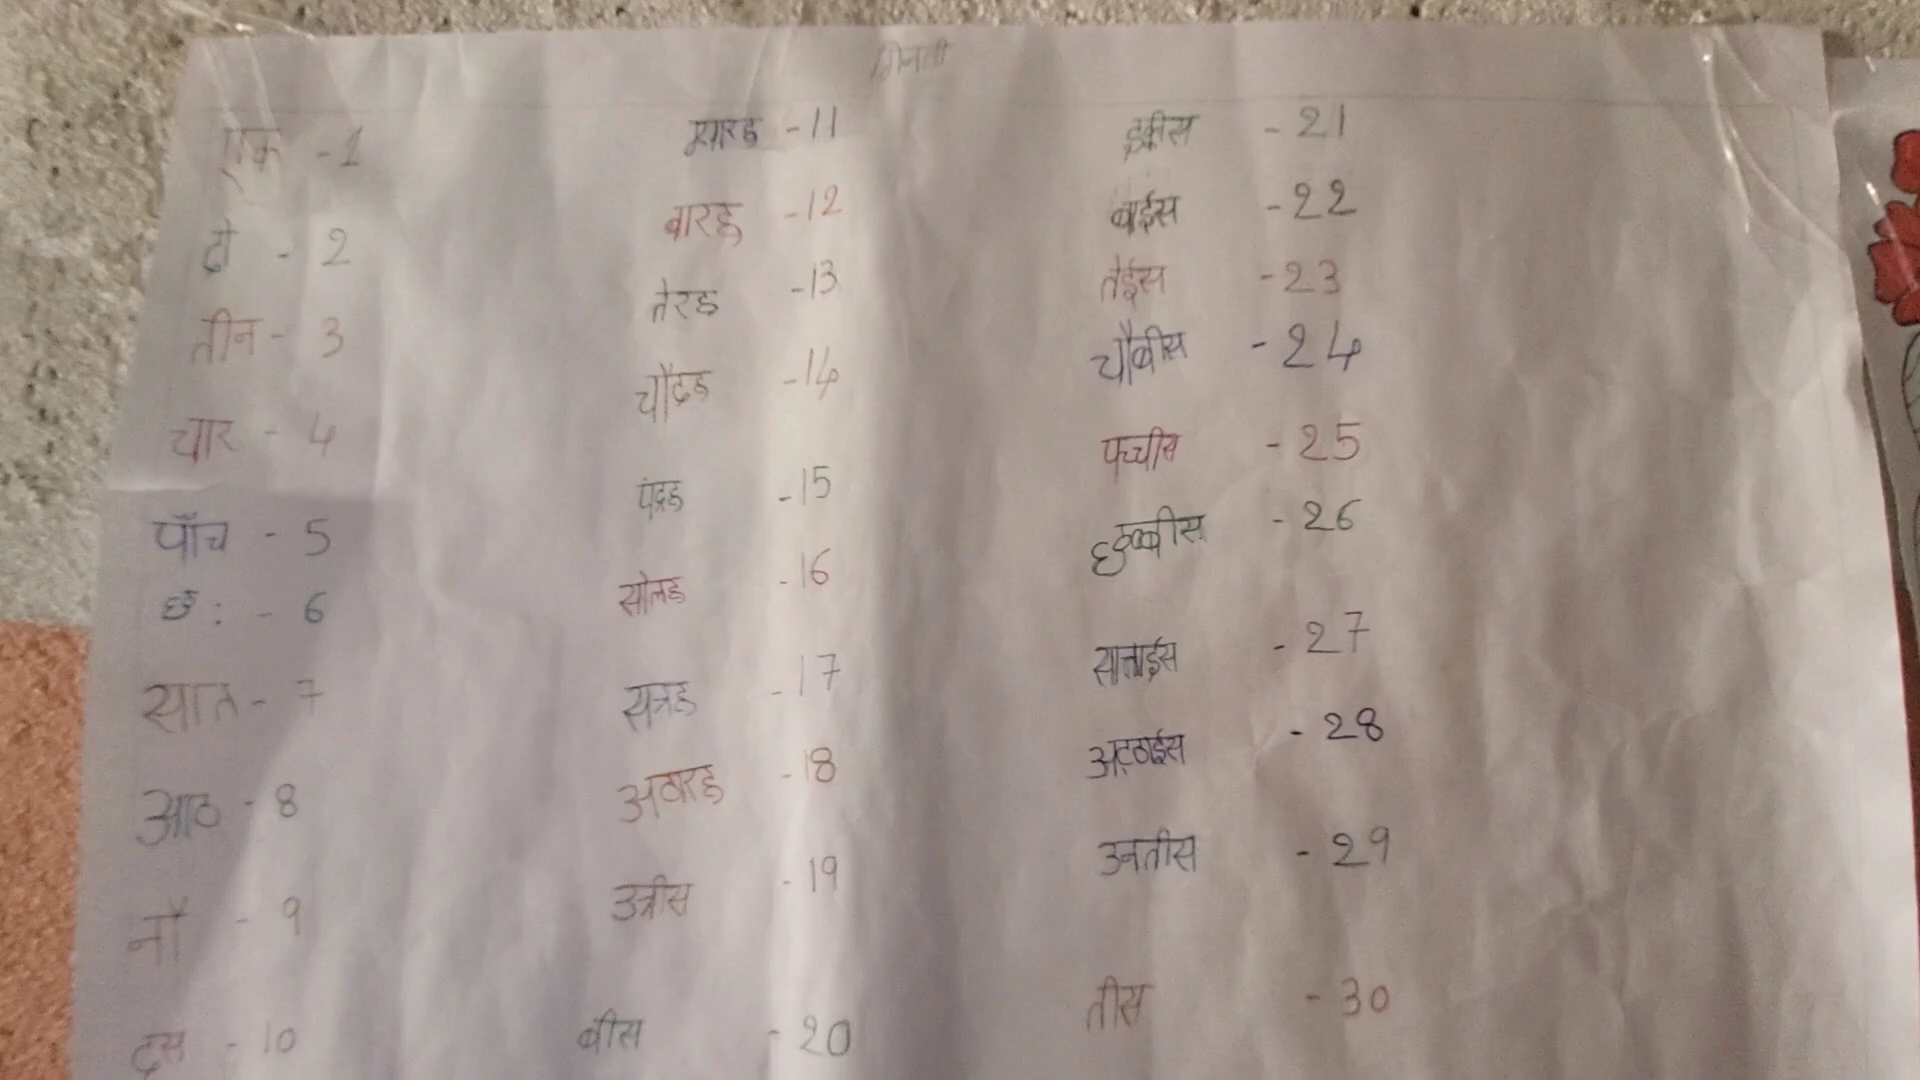 गिनती
एक - 1
दो - 2
तीन - 3
चार - 4
पाँच - 5
छ: - 6
सात - 7
आठ - 8
नौ - 9
दस - 10
ग्यारह - 11
बारह - 12
तेरह - 13
चौदह - 14
पंद्रह - 15
सोलह - 16
सत्रह - 17
अठारह - 18
उन्नीस - 19
बीस - 20
इक्कीस - 21
बाईस - 22
तेईस - 23
चौबीस - 24
पच्चीस - 25
छब्बीस - 26
सात्ताईस - 27
अट्ठाईस - 28
उनतीस - 29
तीस - 30